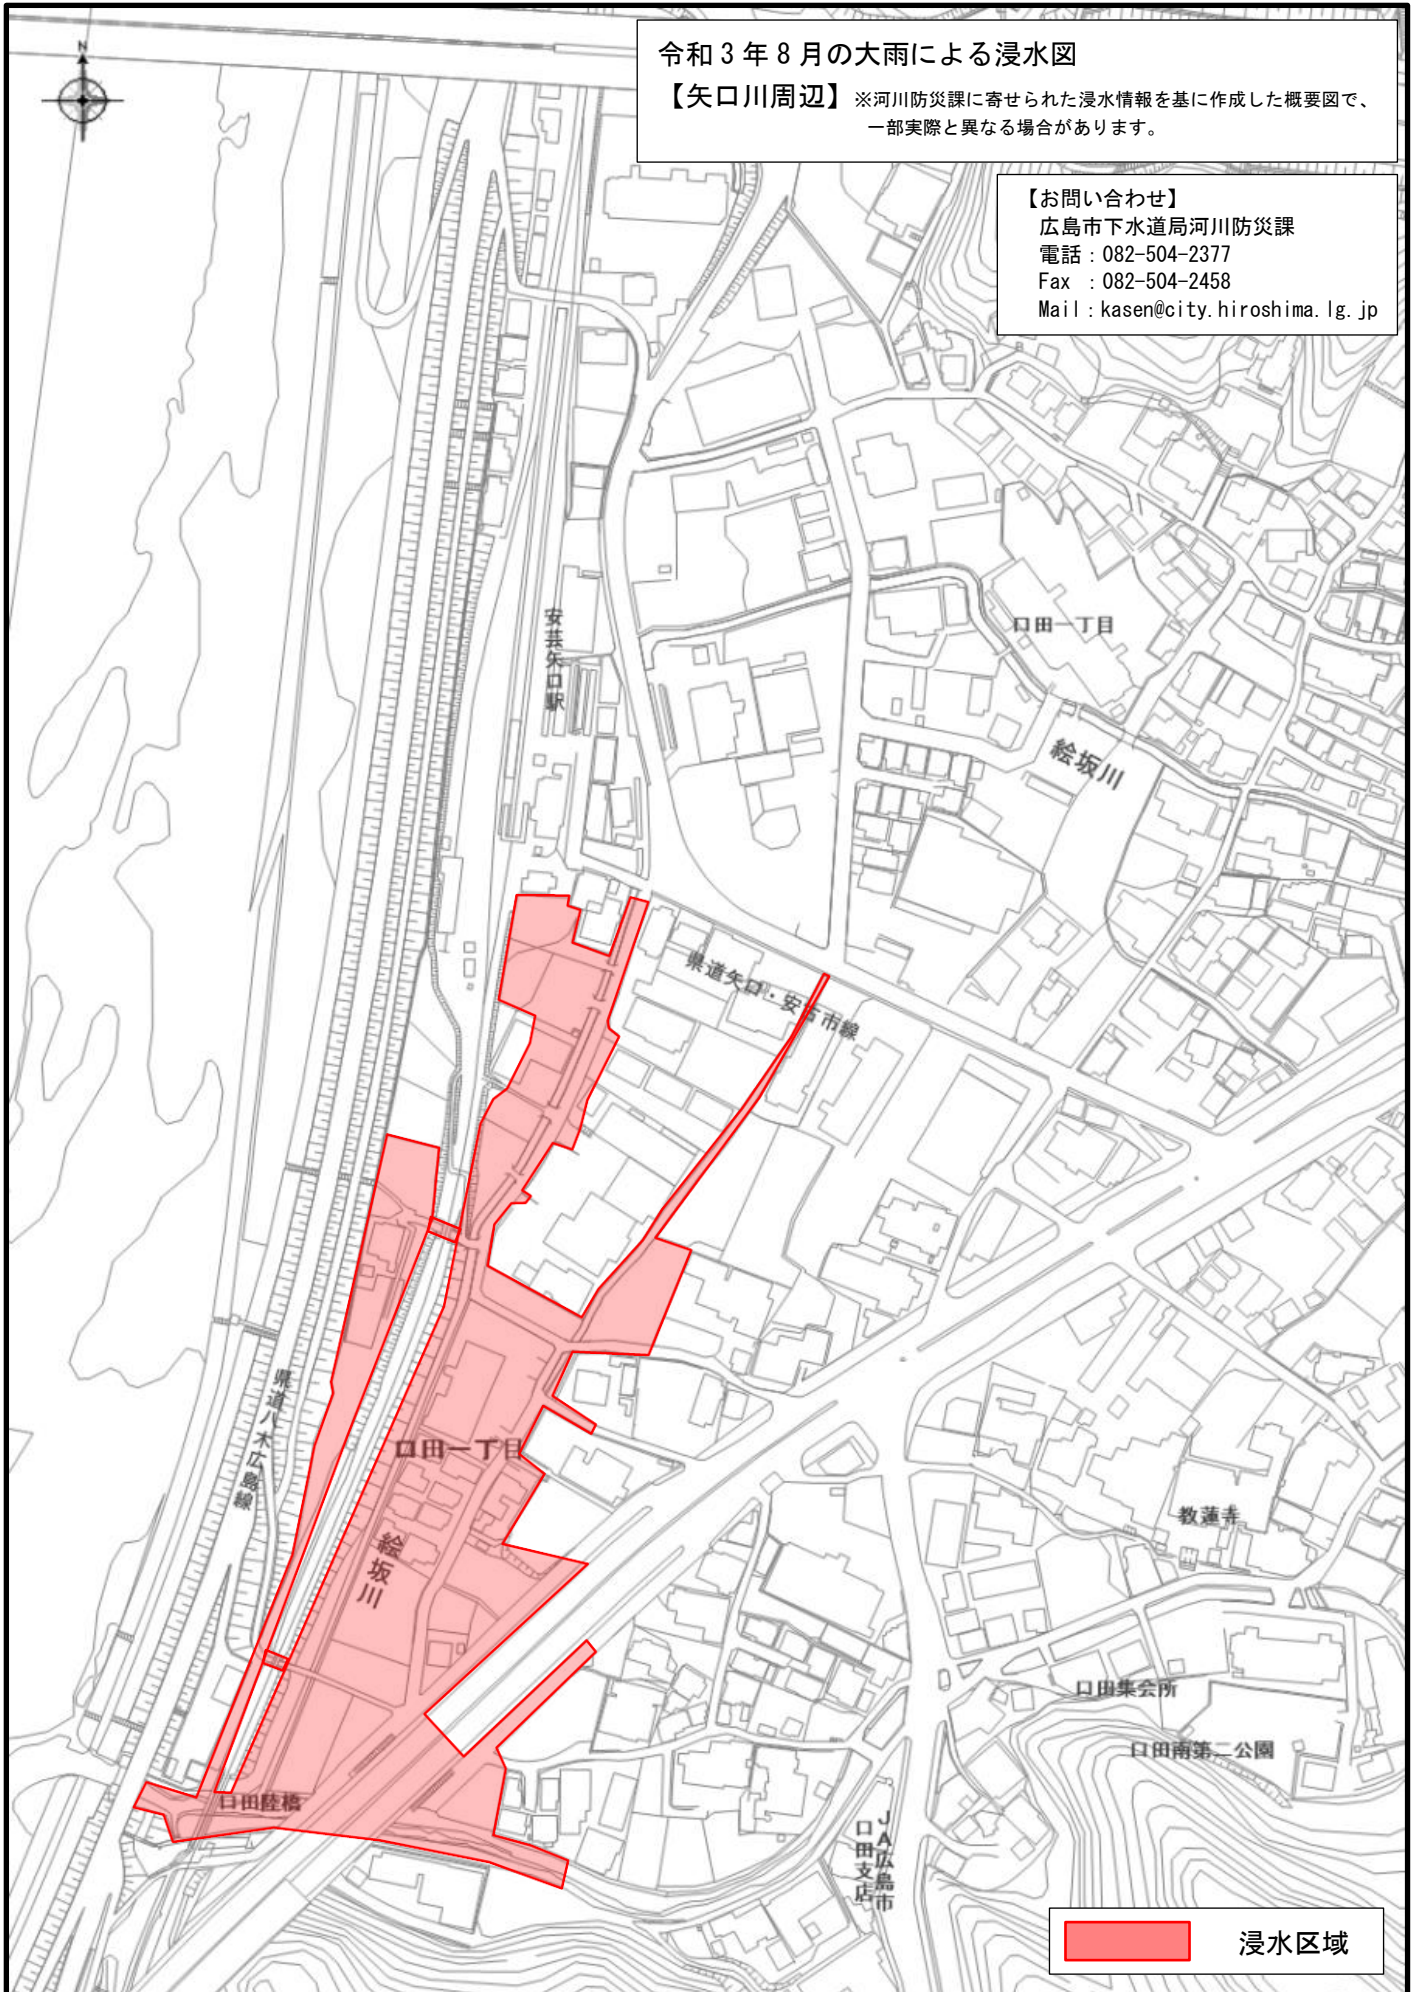 令和3年8月の大雨による浸水図
【矢口川周辺】※河川防災課に寄せられた浸水情報を基に作成した概要図で、
一部実際と異なる場合があります。
N
【お問い合わせ】
広島市下水道局河川防災課
電話：082-504-2377
Fax ：082-504-2458
Mail：kasen@city.hiroshima.lg.jp
安芸矢口駅
口田一丁目
絵坂川
県道矢口・安古市線
県道八木広島線
口田一丁目
絵坂川
教蓮寺
口田集会所
口田南第二公園
口田陸橋
JA広島市
口田支店
浸水区域